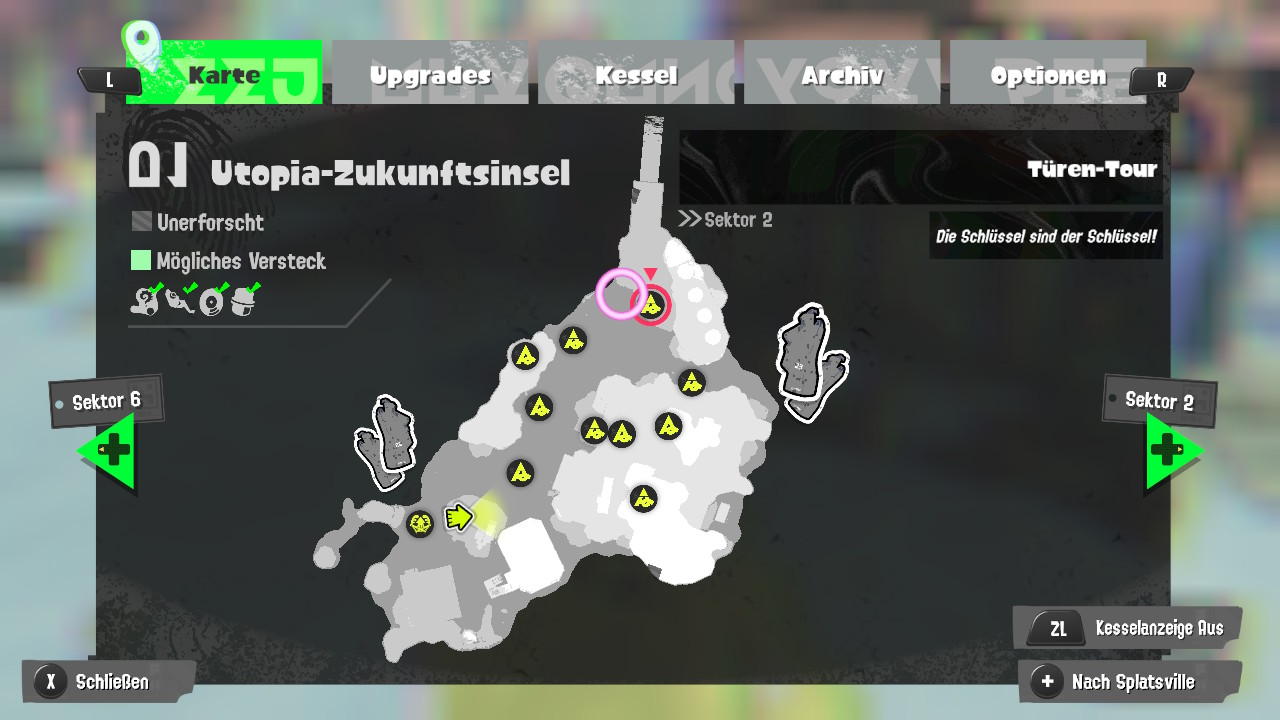 L
Karte
Upgrades
Kessel
Archiv
Optionen
R
01 Utopia-Zukunftsinsel
Türen-Tour
Unerforscht
Sektor 2
Die Schlüssel sind der Schlüssel!
Mögliches Versteck
Sektor 6
Sektor 2
ZL Kesselanzeige Aus
X Schließen
+ Nach Splatsville